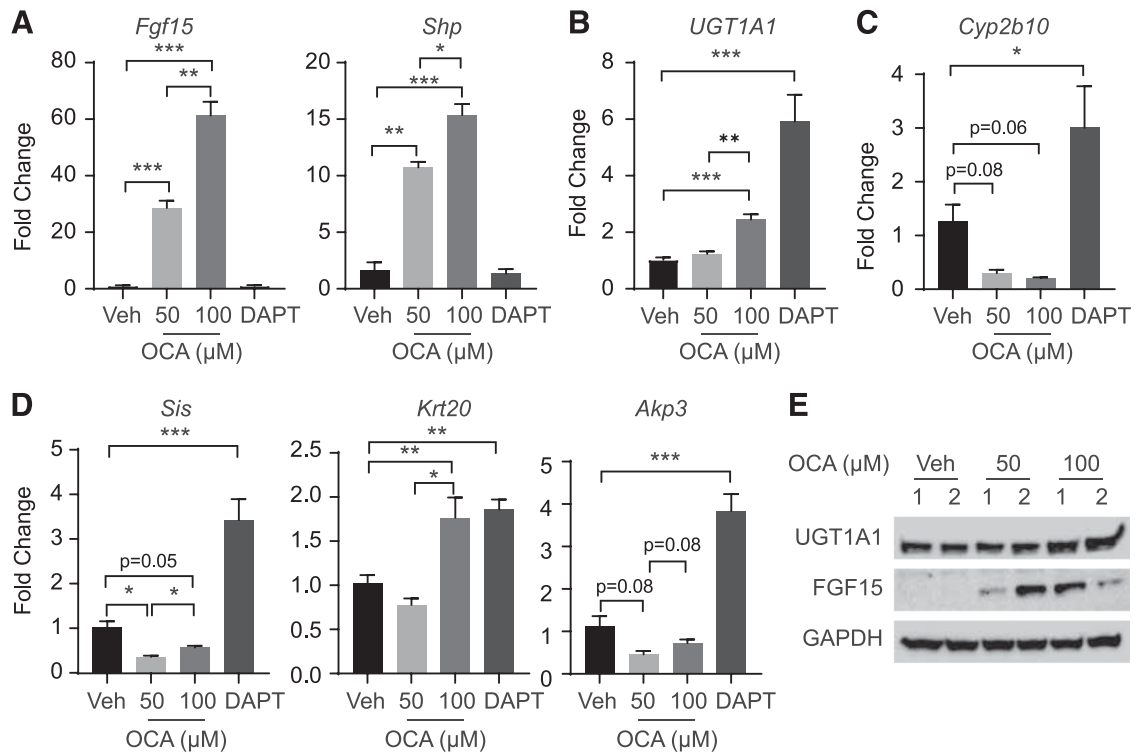 A
Fgf15
Fold Change
80
60
40
20
0
***
**
***
Veh 50 100 DAPT
OCA (µM)
Shp
20
15
10
5
0
*
***
**
Veh 50 100 DAPT
OCA (µM)
B
UGT1A1
Fold Change
8
6
4
2
0
***
**
***
Veh 50 100 DAPT
OCA (µM)
C
Cyp2b10
Fold Change
4
3
2
1
0
*
p=0.06
p=0.08
Veh 50 100 DAPT
OCA (µM)
D
Sis
Fold Change
5
4
3
2
1
0
***
p=0.05
* *
Veh 50 100 DAPT
OCA (µM)
Krt20
2.5
2.0
1.5
1.0
0.5
0.0
**
**
*
Veh 50 100 DAPT
OCA (µM)
Akp3
5
4
3
2
1
0
***
p=0.08
p=0.08
Veh 50 100 DAPT
OCA (µM)
E
OCA (µM) Veh 50 100
1 2 1 2 1 2
UGT1A1
FGF15
GAPDH